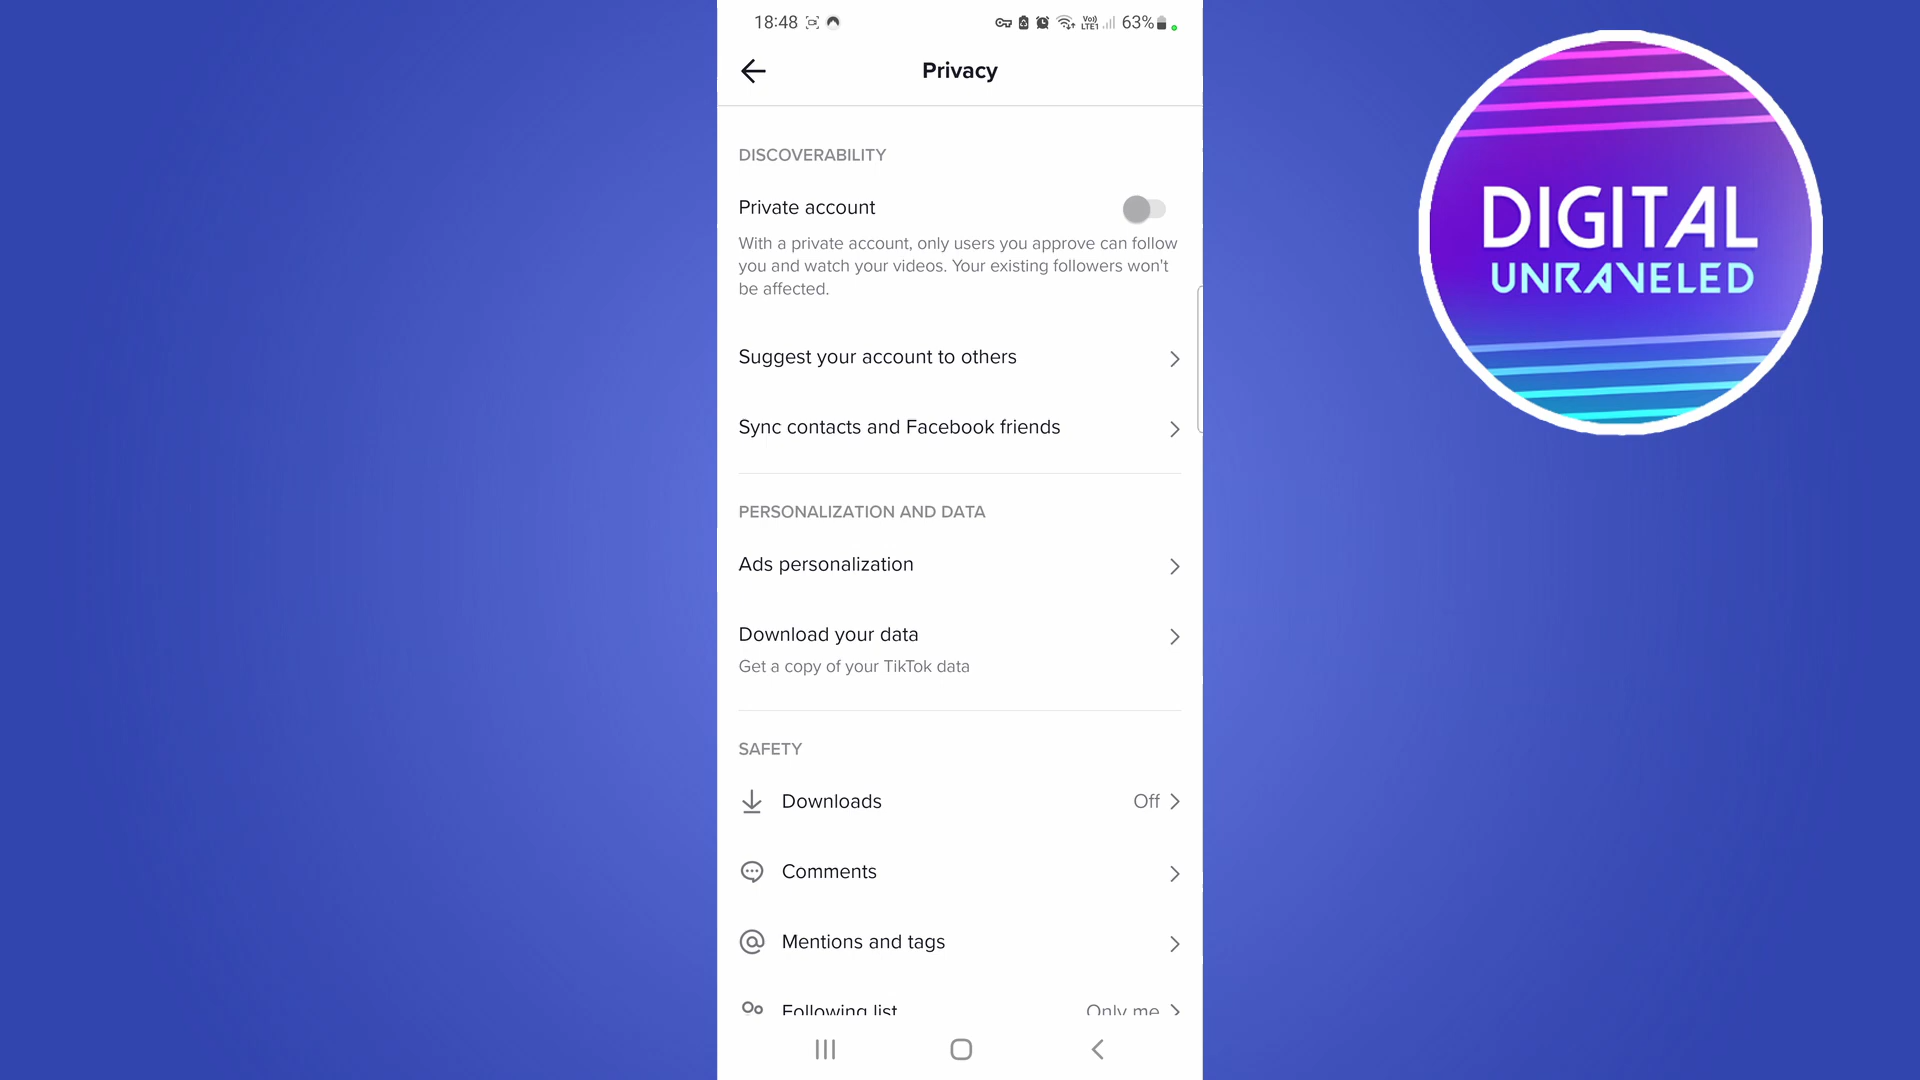 18:48
Vo))
LTE1
63%
Privacy
DISCOVERABILITY
Private account
With a private account, only users you approve can follow
you and watch your videos. Your existing followers won't
be affected.
Suggest your account to others
Sync contacts and Facebook friends
PERSONALIZATION AND DATA
Ads personalization
Download your data
Get a copy of your TikTok data
SAFETY
Downloads Off
Comments
Mentions and tags
Following list Only me
DIGITAL
UNRAVELED